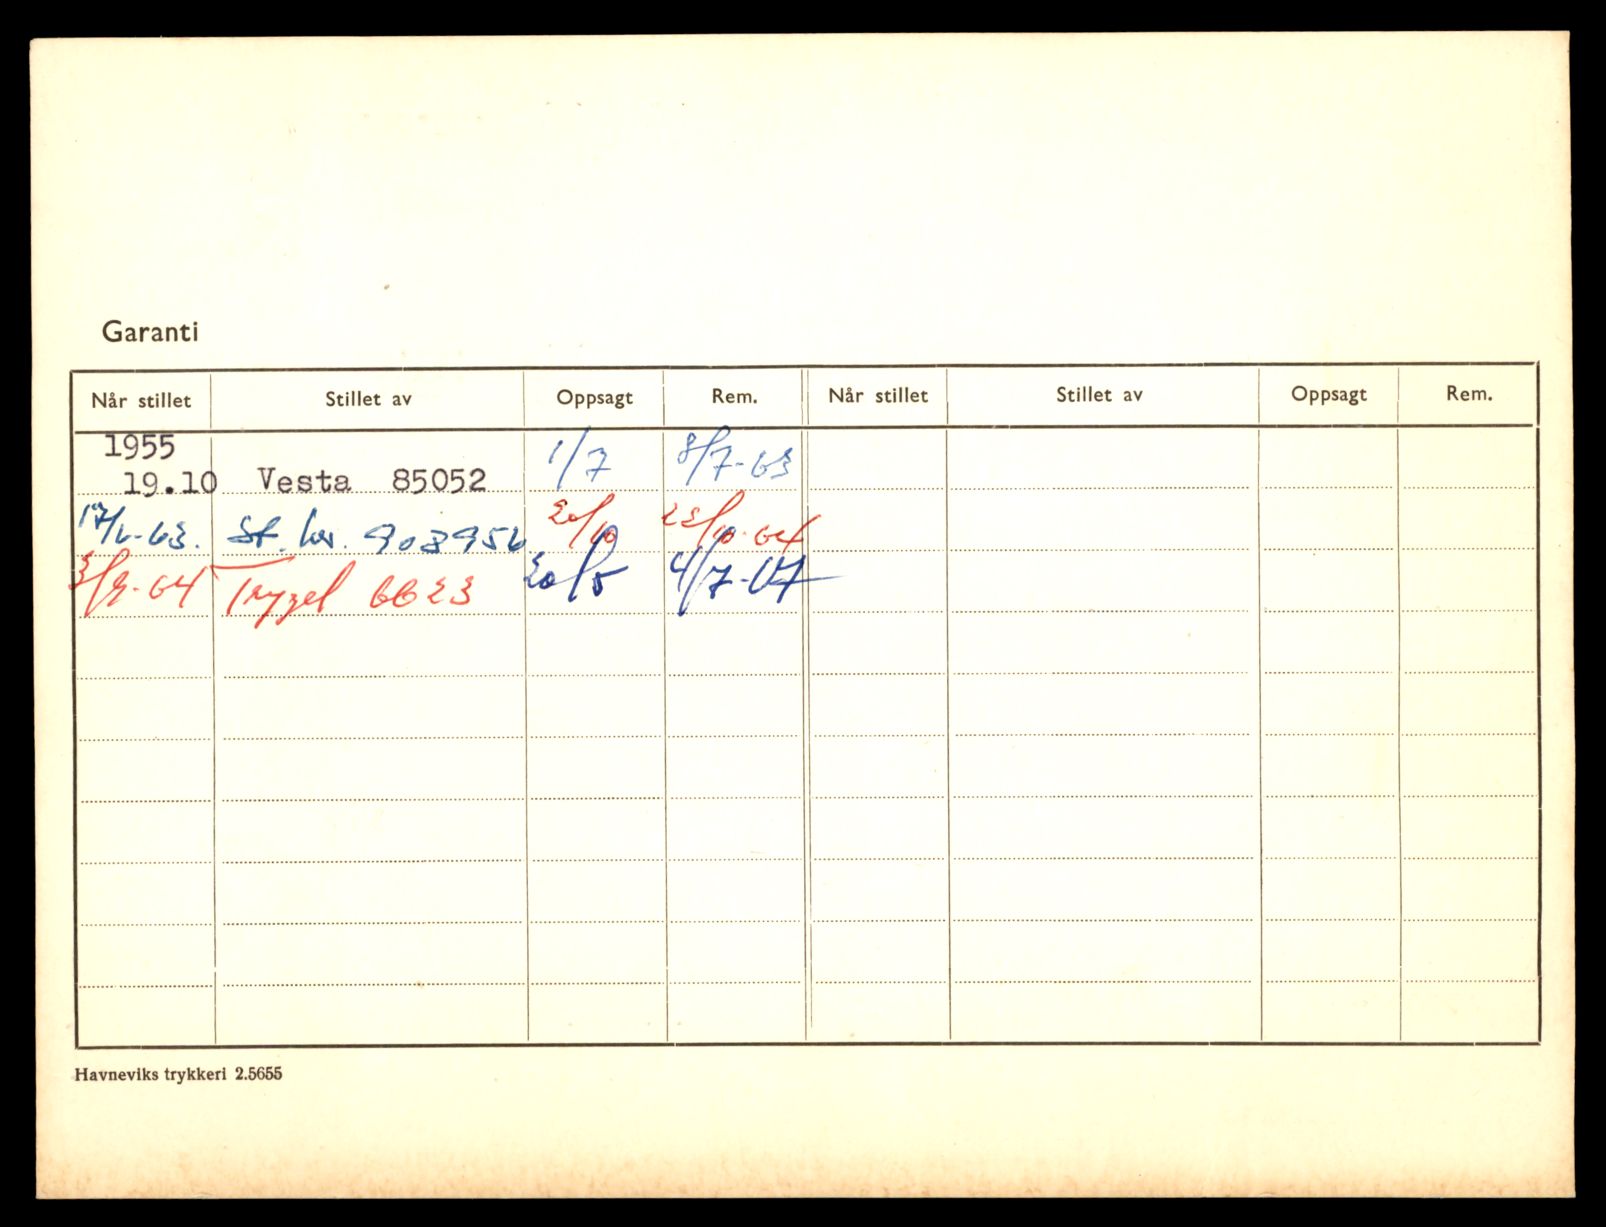 Garanti
Når stillet Stillet av Oppsagt Rem. Når stillet Stillet av Oppsagt Rem.
1955
19.10 Vesta 85052 1/7 8/7-63
17/6-63. St. br. 903956 20/10 23/10-64
3/9-64 Trygd 6623 20/5 4/7-67
Havneviks trykkeri 2.5655